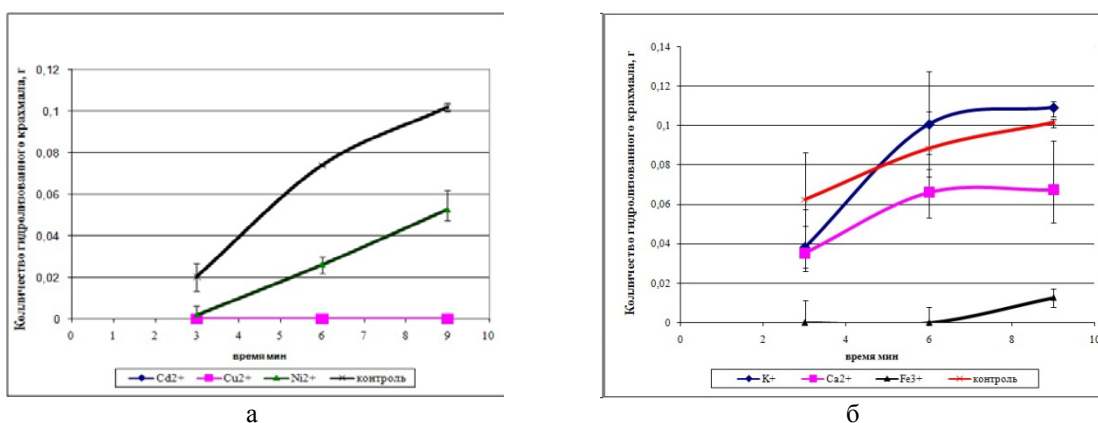 Колличество гидролизованного крахмала, г
0,12
0,1
0,08
0,06
0,04
0,02
0
0 1 2 3 4 5 6 7 8 9 10
время мин
Cd2+ Cu2+ Ni2+ контроль
а
Колличество гидролизованного крахмала, г
0,14
0,12
0,1
0,08
0,06
0,04
0,02
0
0 2 4 6 8 10
время мин
K+ Ca2+ Fe3+ контроль
б